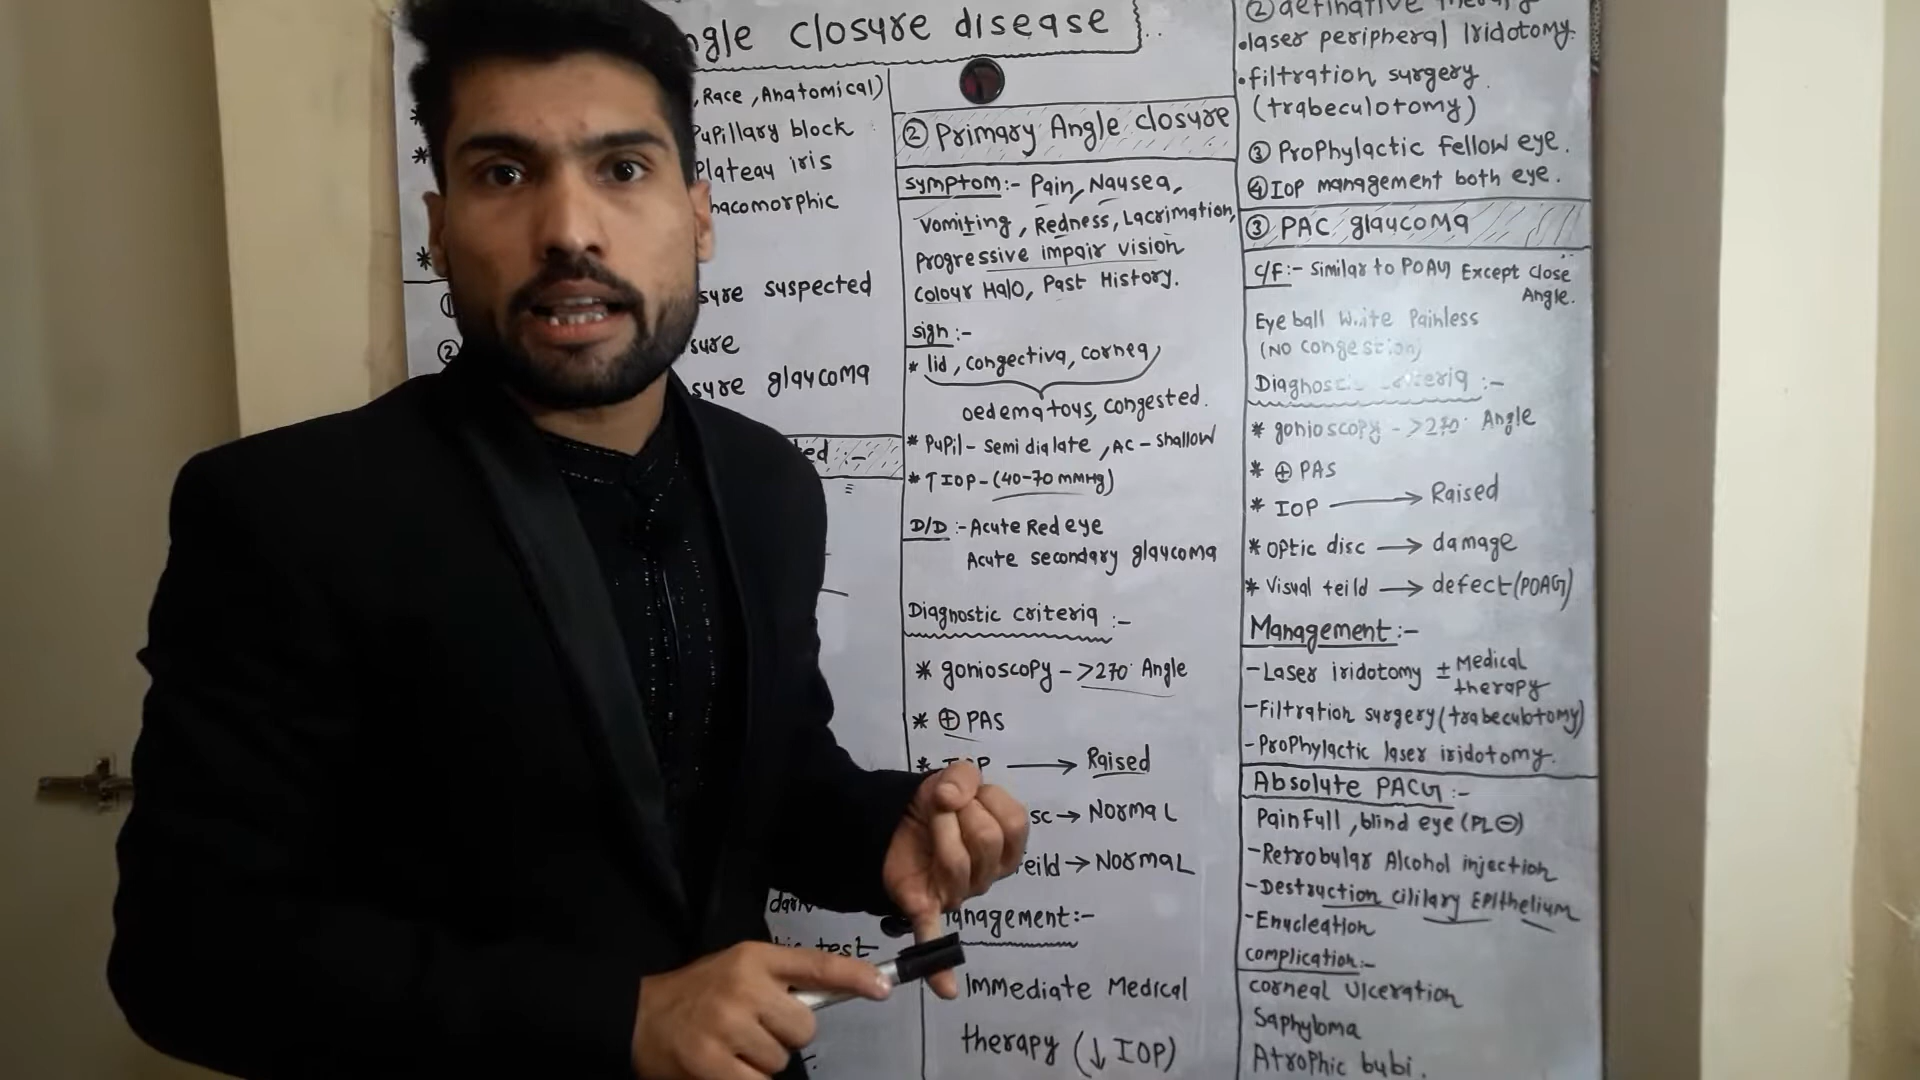 ngle closure disease
, Race , Anatomical)
Pupillary block
Plateau iris
hacomorphic
sure suspected
②
sure
sure glaucoma
ed :-
test
② Primary Angle closure
Symptom:- Pain, Nausea,
Vomiting, Redness, Lacrimation,
Progressive impair vision
Colour Halo, Past History.
sign :-
* lid, congectiva, cornea
oedematous, congested.
* Pupil - semi dialate, AC - shallow
* ↑IOP - (40-70 mmHg)
D/D :- Acute Red eye
Acute secondary glaucoma
Diagnostic criteria :-
* gonioscopy - >270° Angle
* ⊕ PAS
* IOP → Raised
sc → Normal
feild → Normal
anagement:-
Immediate Medical
therapy (↓ IOP)
• laser peripheral Iridotomy.
• filtration surgery.
(trabeculotomy)
③ Prophylactic Fellow eye.
④ IOP management both eye.
③ PAC glaucoma
C/F:- Similar to POAG Except close
Angle.
Eye ball White Painless
(NO congestion)
Diagnostic criteria :-
* gonioscopy - >270° Angle
* ⊕ PAS
* IOP → Raised
* Optic disc → damage
* Visual feild → defect (POAG)
Management:-
- Laser iridotomy ± Medical
therapy
- Filtration surgery (trabeculotomy)
- Prophylactic laser iridotomy.
Absolute PACG :-
Painfull, blind eye (PL⊖)
- Retrobular Alcohol injection
- Destruction cililary Epithelium
- Enucleation
complication:-
corneal Ulceration
Saphyloma
Atrophic bubi.